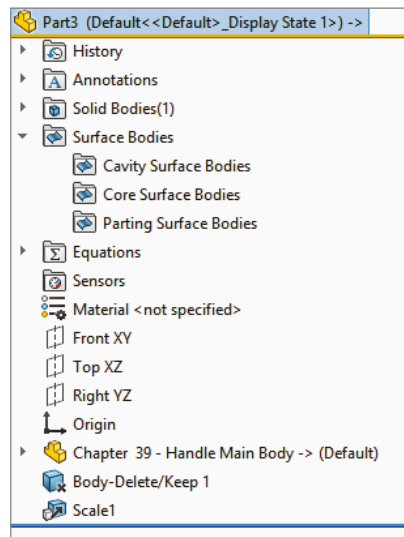 Part3 (Default<<Default>_Display State 1>) ->
History
Annotations
Solid Bodies(1)
Surface Bodies
Cavity Surface Bodies
Core Surface Bodies
Parting Surface Bodies
Equations
Sensors
Material <not specified>
Front XY
Top XZ
Right YZ
Origin
Chapter 39 - Handle Main Body -> (Default)
Body-Delete/Keep 1
Scale1